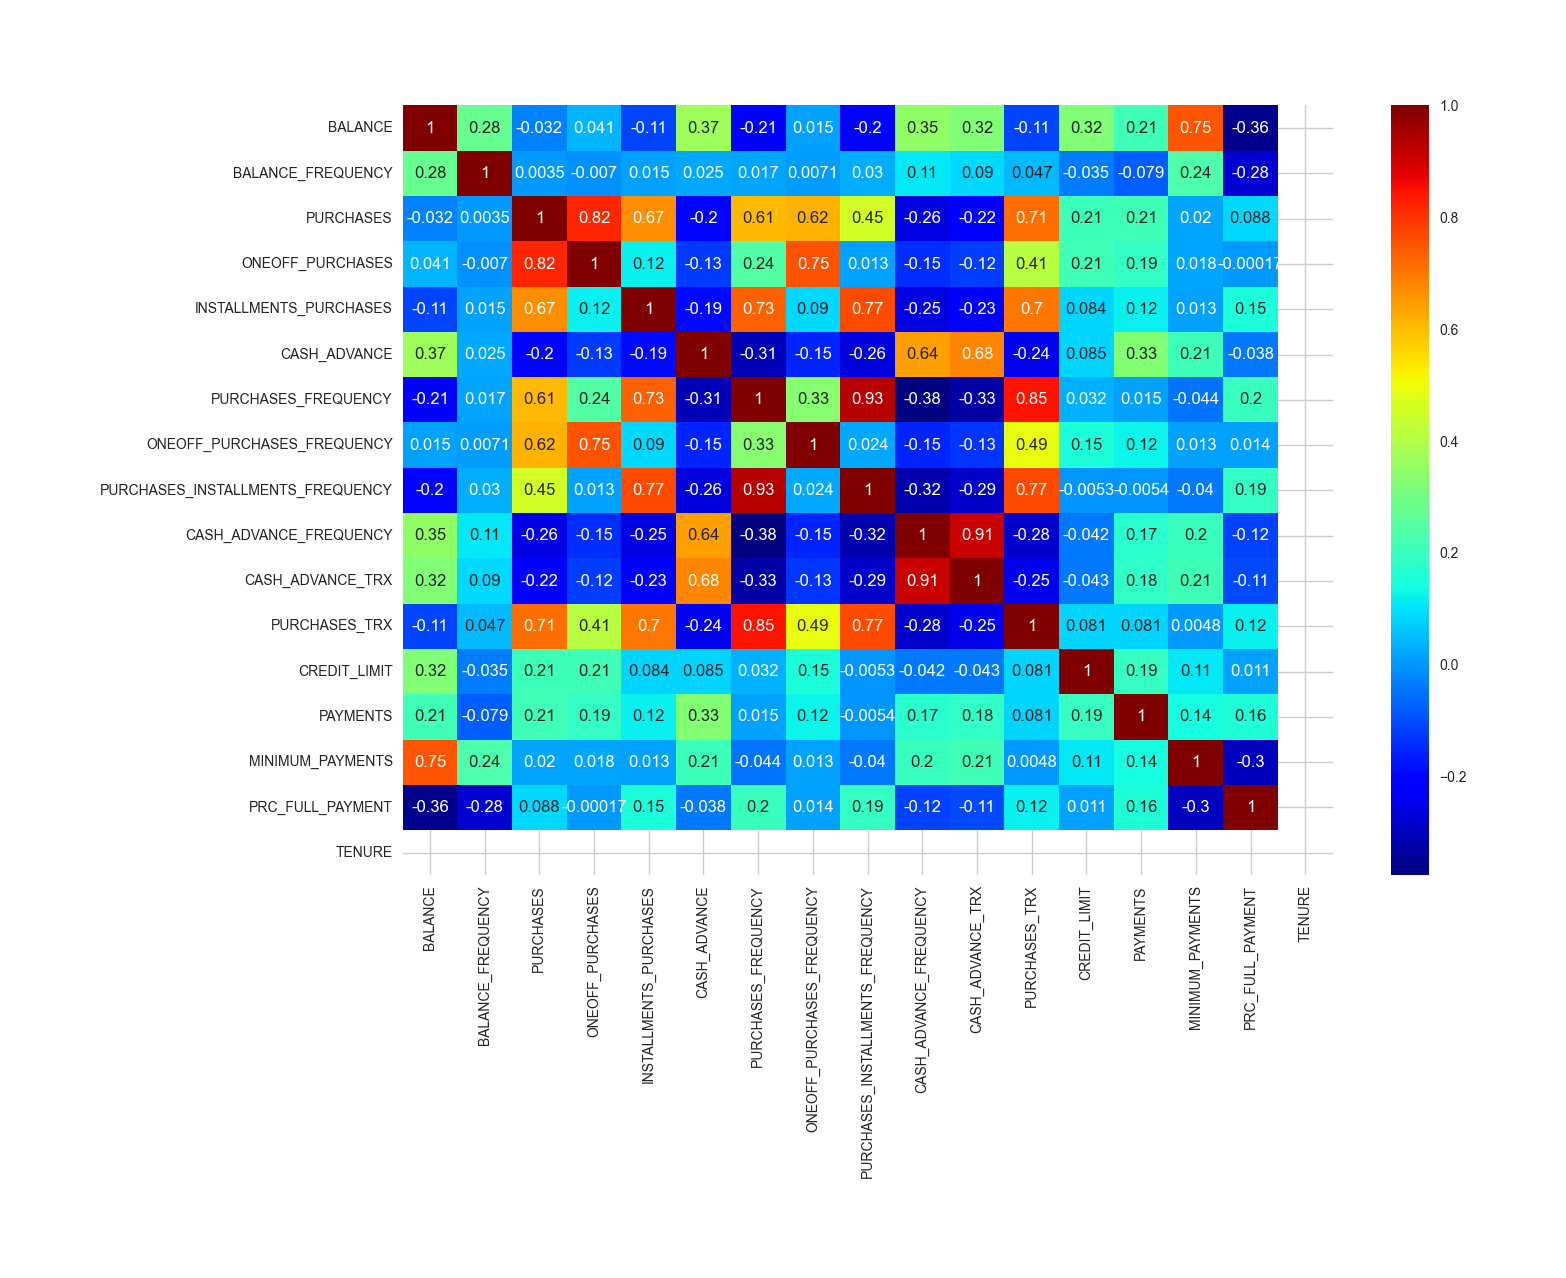 BALANCE 1 0.28 -0.032 0.041 -0.11 0.37 -0.21 0.015 -0.2 0.35 0.32 -0.11 0.32 0.21 0.75 -0.36
BALANCE_FREQUENCY 0.28 1 0.0035 -0.007 0.015 0.025 0.017 0.0071 0.03 0.11 0.09 0.047 -0.035 -0.079 0.24 -0.28
PURCHASES -0.032 0.0035 1 0.82 0.67 -0.2 0.61 0.62 0.45 -0.26 -0.22 0.71 0.21 0.21 0.02 0.088
ONEOFF_PURCHASES 0.041 -0.007 0.82 1 0.12 -0.13 0.24 0.75 0.013 -0.15 -0.12 0.41 0.21 0.19 0.018 -0.00017
INSTALLMENTS_PURCHASES -0.11 0.015 0.67 0.12 1 -0.19 0.73 0.09 0.77 -0.25 -0.23 0.7 0.084 0.12 0.013 0.15
CASH_ADVANCE 0.37 0.025 -0.2 -0.13 -0.19 1 -0.31 -0.15 -0.26 0.64 0.68 -0.24 0.085 0.33 0.21 -0.038
PURCHASES_FREQUENCY -0.21 0.017 0.61 0.24 0.73 -0.31 1 0.33 0.93 -0.38 -0.33 0.85 0.032 0.015 -0.044 0.2
ONEOFF_PURCHASES_FREQUENCY 0.015 0.0071 0.62 0.75 0.09 -0.15 0.33 1 0.024 -0.15 -0.13 0.49 0.15 0.12 0.013 0.014
PURCHASES_INSTALLMENTS_FREQUENCY -0.2 0.03 0.45 0.013 0.77 -0.26 0.93 0.024 1 -0.32 -0.29 0.77 -0.0053 -0.0054 -0.04 0.19
CASH_ADVANCE_FREQUENCY 0.35 0.11 -0.26 -0.15 -0.25 0.64 -0.38 -0.15 -0.32 1 0.91 -0.28 -0.042 0.17 0.2 -0.12
CASH_ADVANCE_TRX 0.32 0.09 -0.22 -0.12 -0.23 0.68 -0.33 -0.13 -0.29 0.91 1 -0.25 -0.043 0.18 0.21 -0.11
PURCHASES_TRX -0.11 0.047 0.71 0.41 0.7 -0.24 0.85 0.49 0.77 -0.28 -0.25 1 0.081 0.081 0.0048 0.12
CREDIT_LIMIT 0.32 -0.035 0.21 0.21 0.084 0.085 0.032 0.15 -0.0053 -0.042 -0.043 0.081 1 0.19 0.11 0.011
PAYMENTS 0.21 -0.079 0.21 0.19 0.12 0.33 0.015 0.12 -0.0054 0.17 0.18 0.081 0.19 1 0.14 0.16
MINIMUM_PAYMENTS 0.75 0.24 0.02 0.018 0.013 0.21 -0.044 0.013 -0.04 0.2 0.21 0.0048 0.11 0.14 1 -0.3
PRC_FULL_PAYMENT -0.36 -0.28 0.088 -0.00017 0.15 -0.038 0.2 0.014 0.19 -0.12 -0.11 0.12 0.011 0.16 -0.3 1
TENURE
BALANCE
BALANCE_FREQUENCY
PURCHASES
ONEOFF_PURCHASES
INSTALLMENTS_PURCHASES
CASH_ADVANCE
PURCHASES_FREQUENCY
ONEOFF_PURCHASES_FREQUENCY
PURCHASES_INSTALLMENTS_FREQUENCY
CASH_ADVANCE_FREQUENCY
CASH_ADVANCE_TRX
PURCHASES_TRX
CREDIT_LIMIT
PAYMENTS
MINIMUM_PAYMENTS
PRC_FULL_PAYMENT
TENURE
1.0
0.8
0.6
0.4
0.2
0.0
−0.2